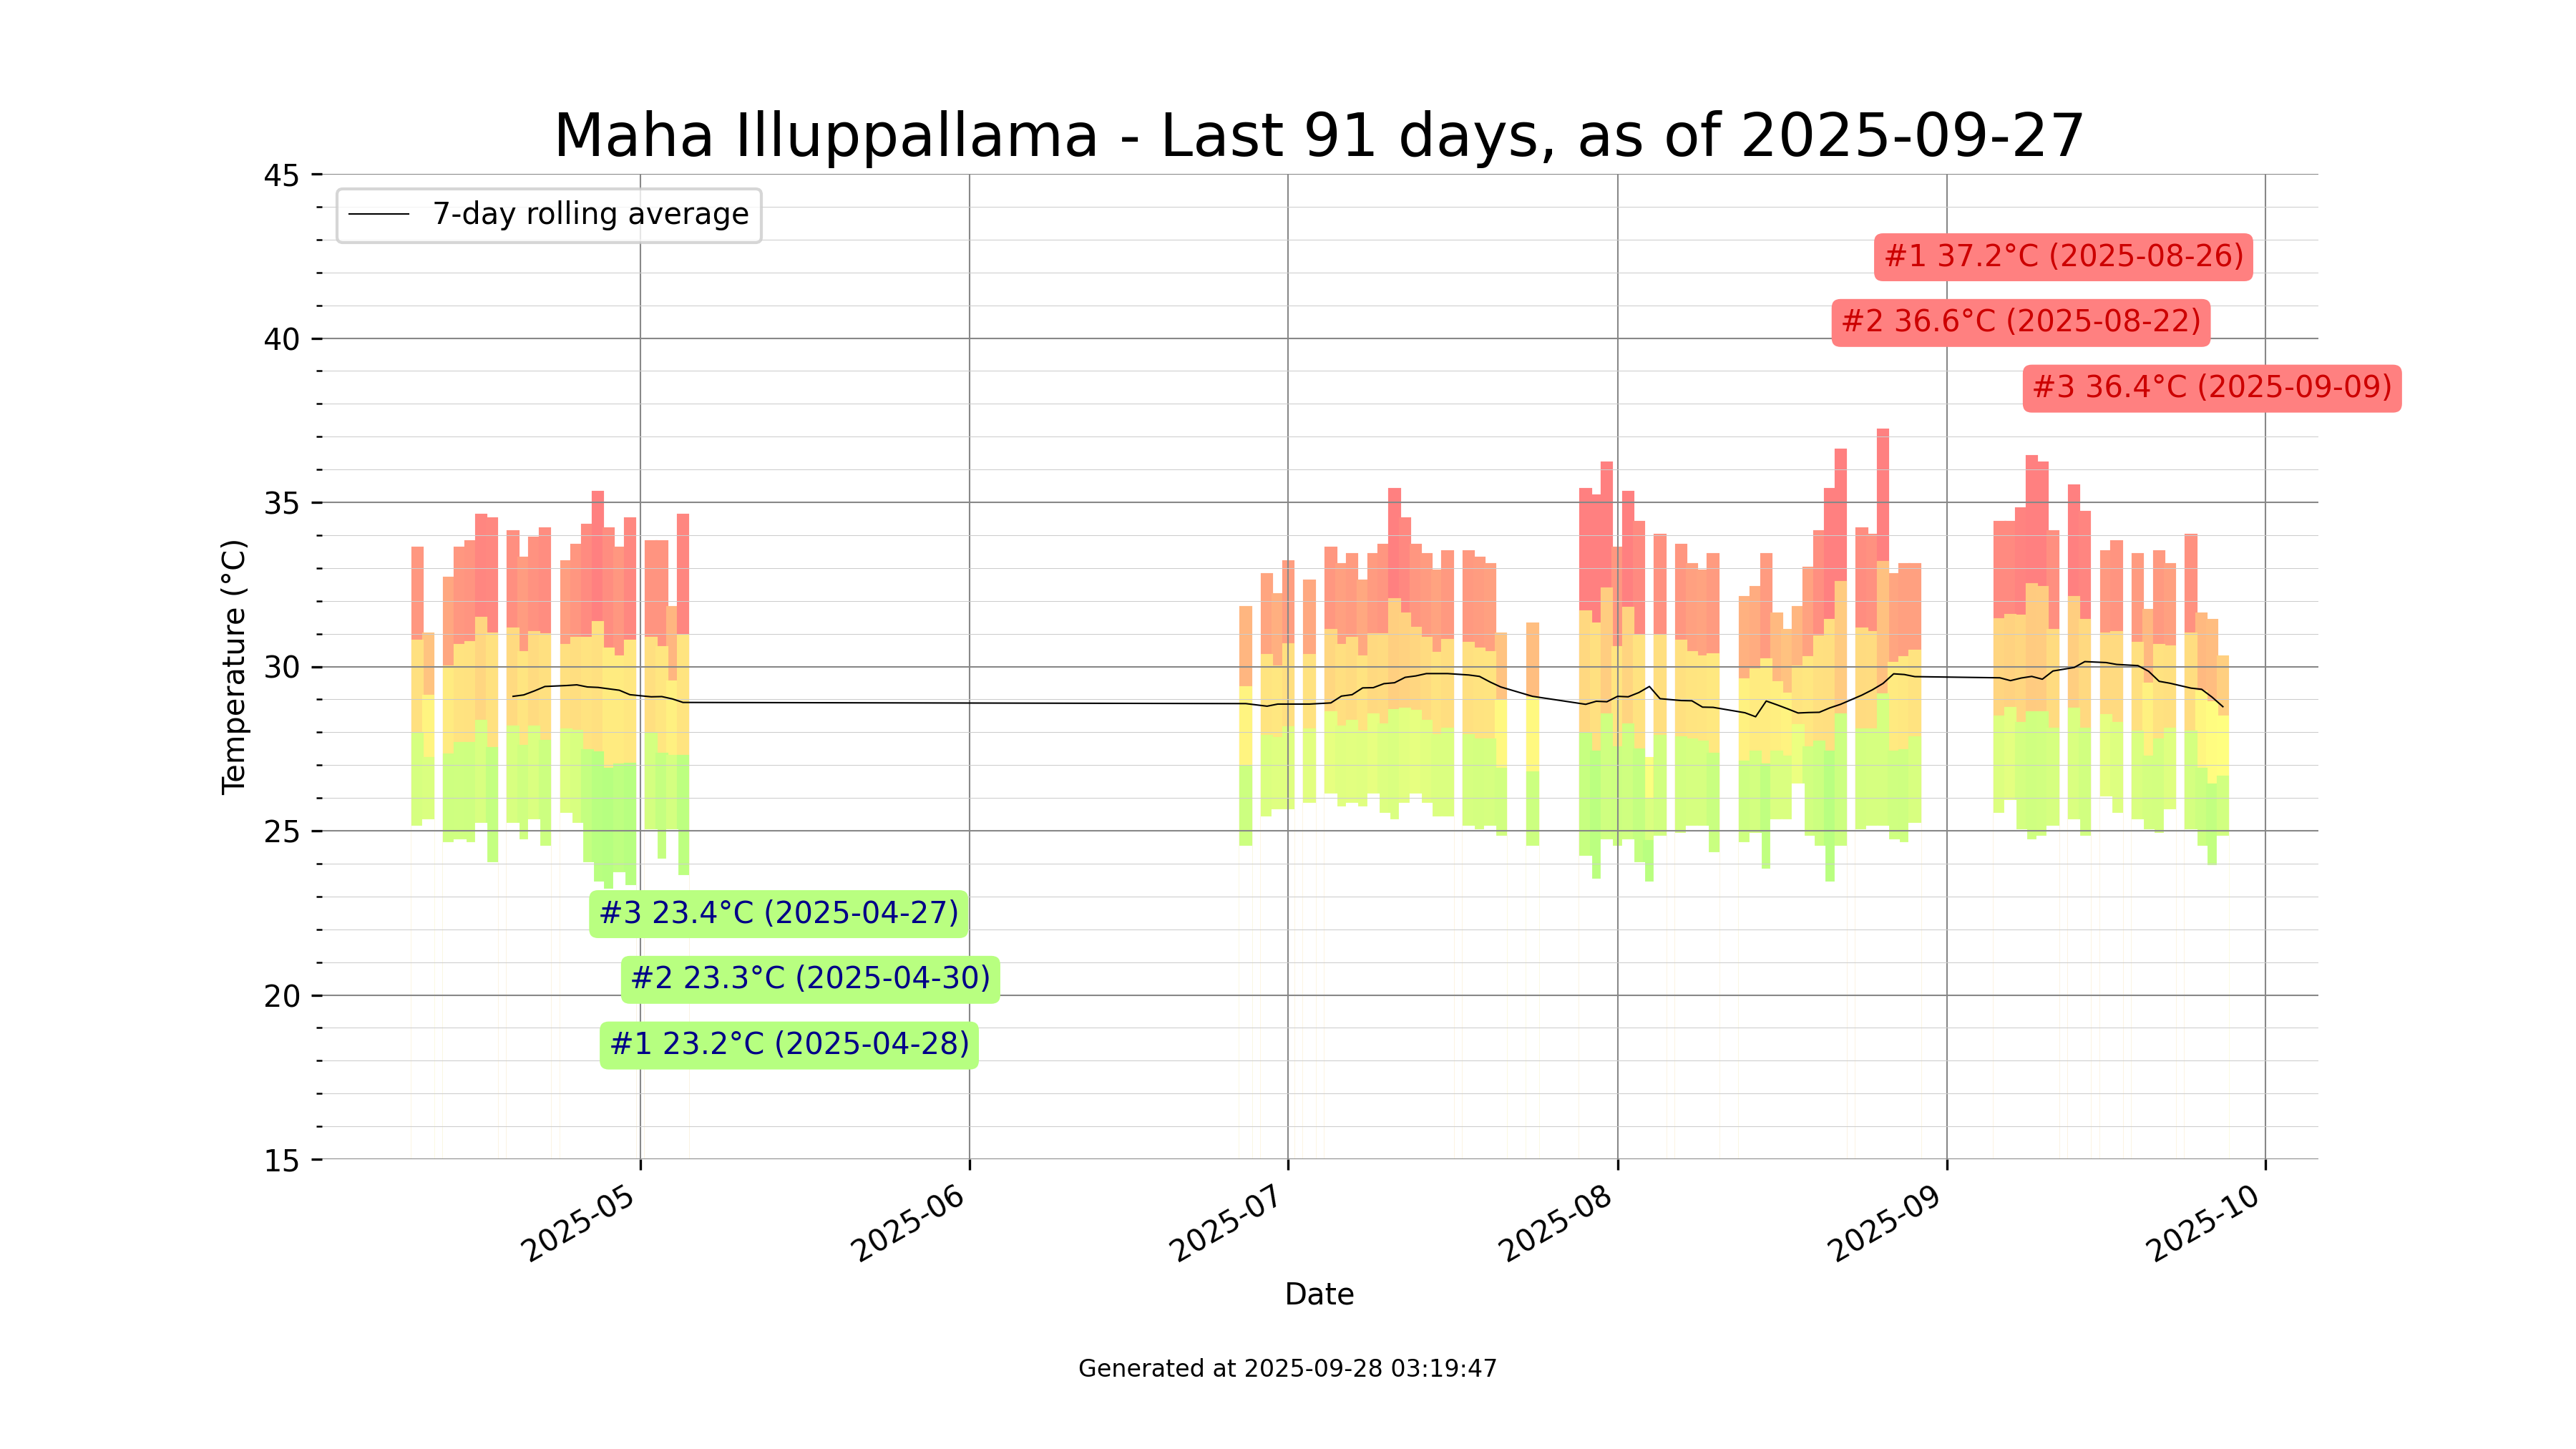 Maha Illuppallama - Last 91 days, as of 2025-09-27
45
7-day rolling average
#1 37.2°C (2025-08-26)
#2 36.6°C (2025-08-22)
40
#3 36.4°C (2025-09-09)
35
Temperature (°C)
30
25
#3 23.4°C (2025-04-27)
#2 23.3°C (2025-04-30)
20
#1 23.2°C (2025-04-28)
15
2025-05
2025-06
2025-07
2025-08
2025-09
2025-10
Date
Generated at 2025-09-28 03:19:47